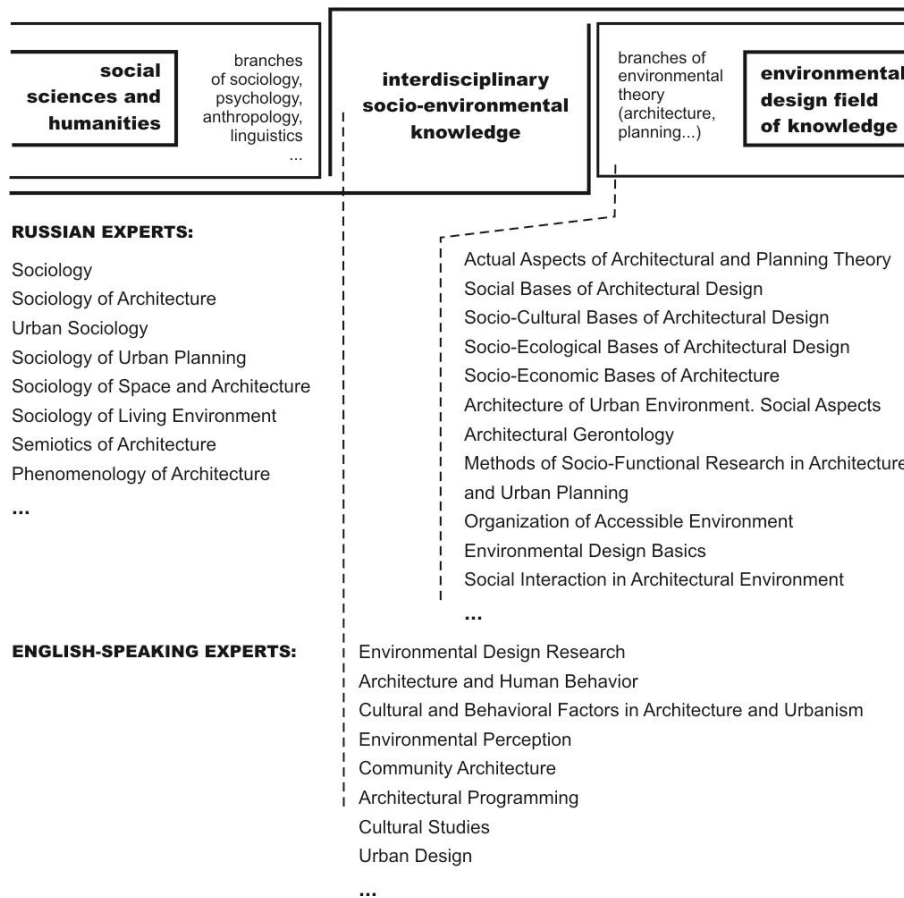 social
sciences and
humanities
branches
of sociology,
psychology,
anthropology,
linguistics
...
interdisciplinary
socio-environmental
knowledge
branches of
environmental
theory
(architecture,
planning...)
environmental
design field
of knowledge
RUSSIAN EXPERTS:
Sociology
Sociology of Architecture
Urban Sociology
Sociology of Urban Planning
Sociology of Space and Architecture
Sociology of Living Environment
Semiotics of Architecture
Phenomenology of Architecture
...
Actual Aspects of Architectural and Planning Theory
Social Bases of Architectural Design
Socio-Cultural Bases of Architectural Design
Socio-Ecological Bases of Architectural Design
Socio-Economic Bases of Architecture
Architecture of Urban Environment. Social Aspects
Architectural Gerontology
Methods of Socio-Functional Research in Architecture
and Urban Planning
Organization of Accessible Environment
Environmental Design Basics
Social Interaction in Architectural Environment
...
ENGLISH-SPEAKING EXPERTS:
Environmental Design Research
Architecture and Human Behavior
Cultural and Behavioral Factors in Architecture and Urbanism
Environmental Perception
Community Architecture
Architectural Programming
Cultural Studies
Urban Design
...